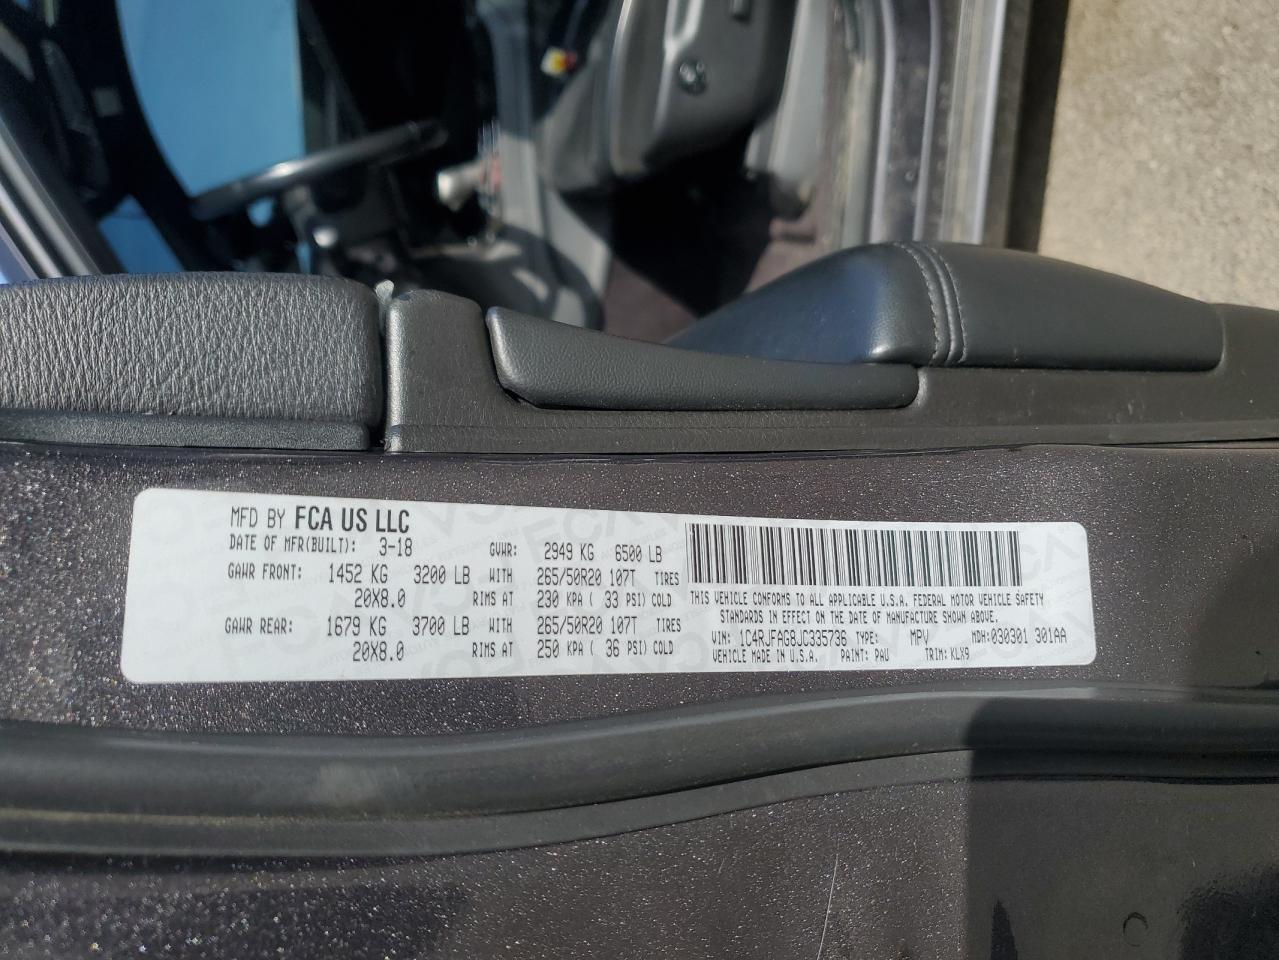 MFD BY FCA US LLC
DATE OF MFR(BUILT): 3-18 GVWR: 2949 KG 6500 LB
GAWR FRONT: 1452 KG 3200 LB WITH 265/50R20 107T TIRES
20X8.0 RIMS AT 230 KPA ( 33 PSI) COLD
GAWR REAR: 1679 KG 3700 LB WITH 265/50R20 107T TIRES
20X8.0 RIMS AT 250 KPA ( 36 PSI) COLD
THIS VEHICLE CONFORMS TO ALL APPLICABLE U.S.A. FEDERAL MOTOR VEHICLE SAFETY
STANDARDS IN EFFECT ON THE DATE OF MANUFACTURE SHOWN ABOVE.
VIN: 1C4RJFAG8JC335736 TYPE: MPV MDH: 030301 301AA
VEHICLE MADE IN U.S.A. PAINT: PAU TRIM: KLX9